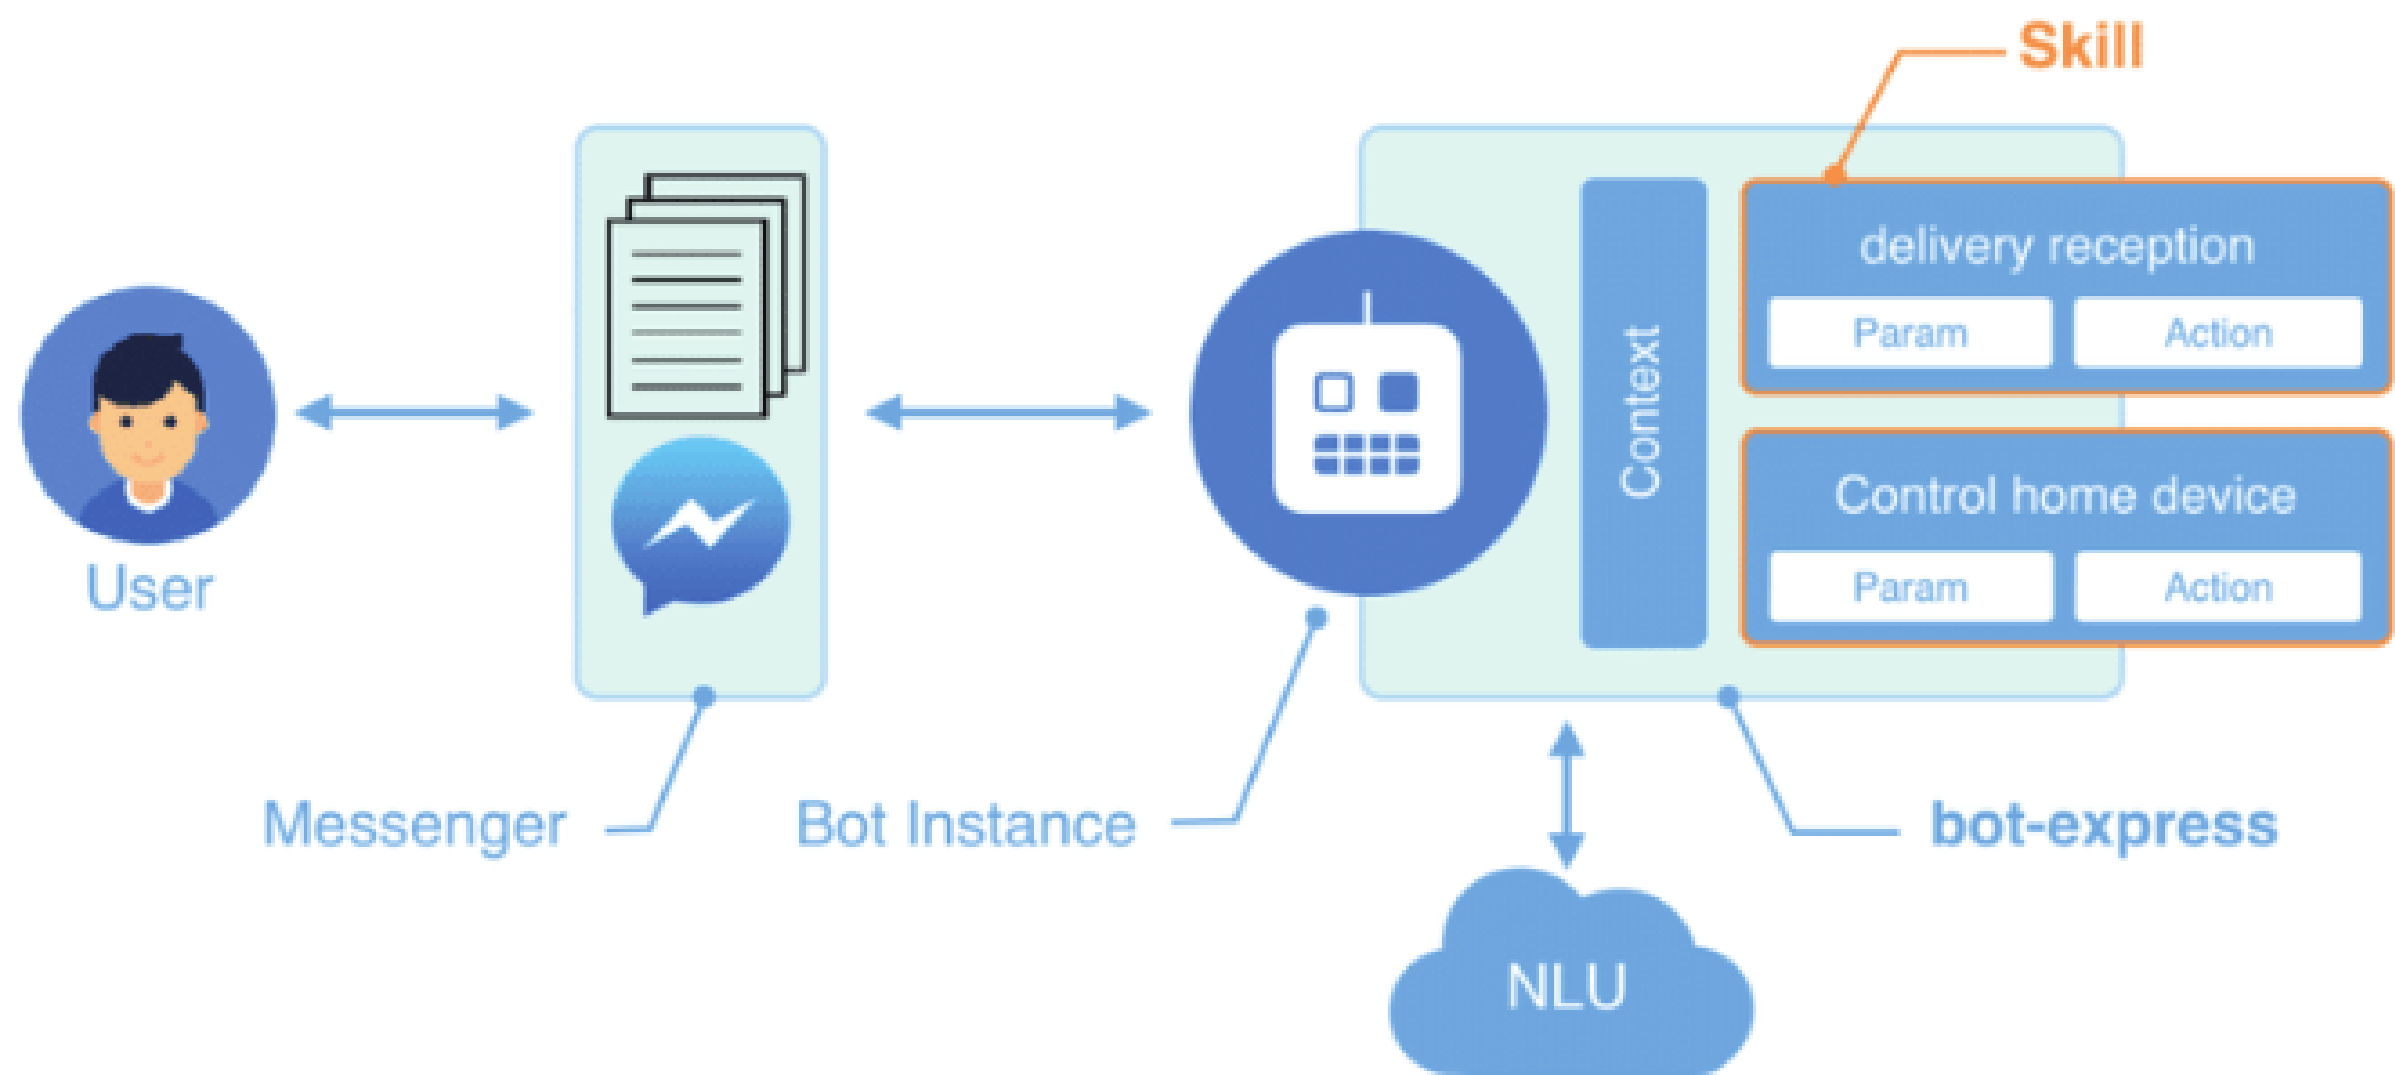 Skill
delivery reception
Param Action
Context
Control home device
Param Action
User
Messenger
Bot Instance
bot-express
NLU